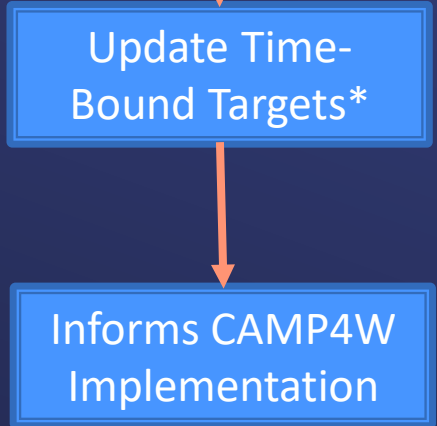 Update Time-
Bound Targets*
Informs CAMP4W
Implementation